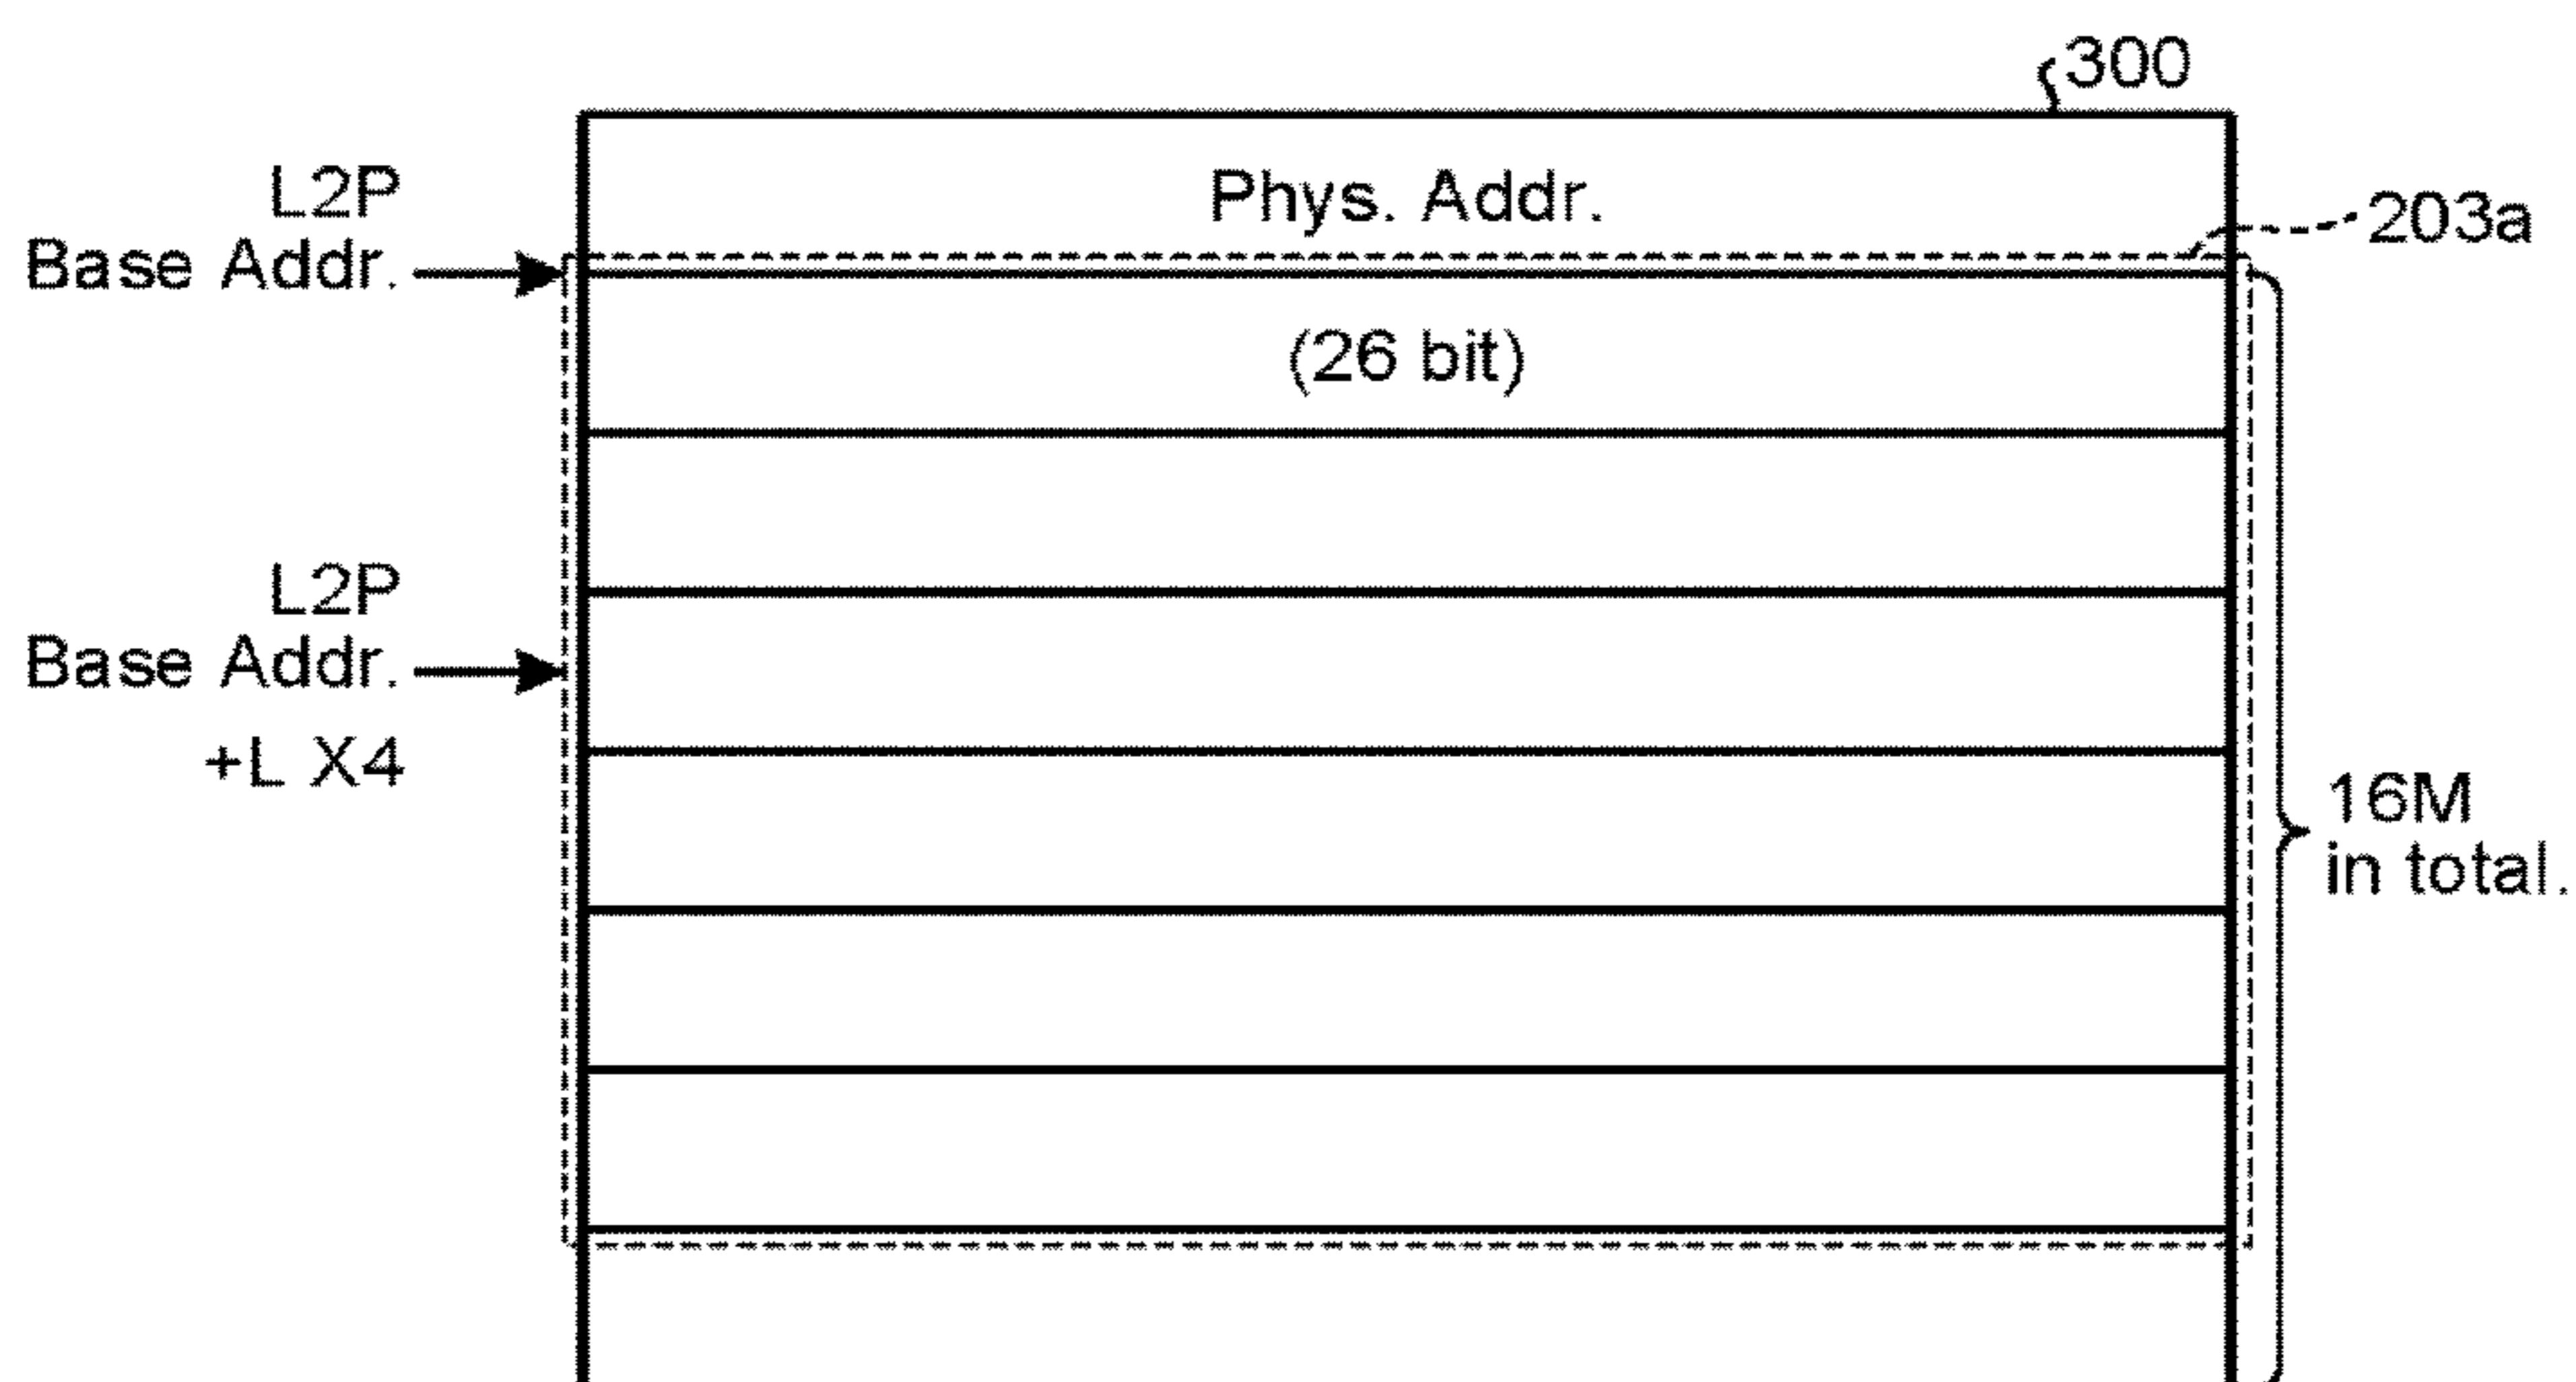 300
L2P
Base Addr.
Phys. Addr.
203a
(26 bit)
L2P
Base Addr.
+L X4
16M
in total.